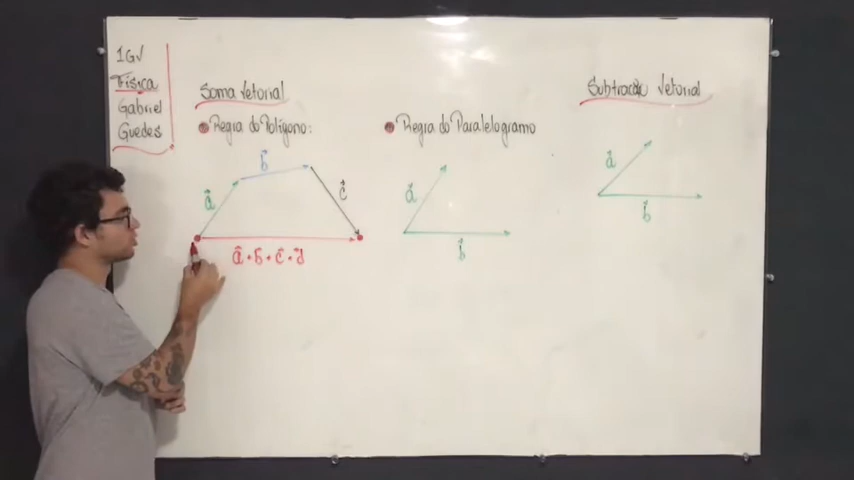 1GV
Física
Gabriel
Guedes
Soma Vetorial
Regra do Polígono:
a⃗
b⃗
c⃗
a⃗ + b⃗ + c⃗ + d⃗
Regra do Paralelogramo
a⃗
b⃗
Subtração Vetorial
a⃗
b⃗